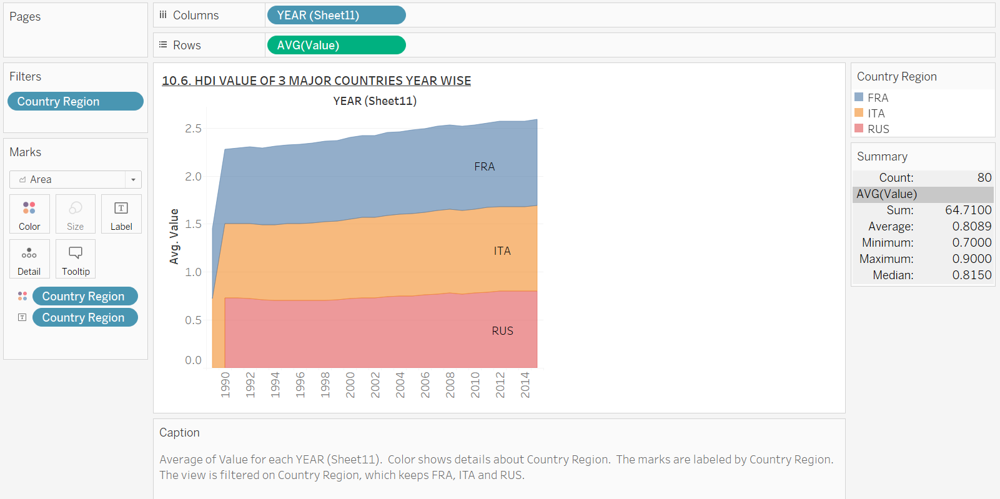 Pages
Columns
YEAR (Sheet11)
Rows
AVG(Value)
Filters
Country Region
Marks
Area
Color
Size
Label
Detail
Tooltip
Country Region
Country Region
10.6. HDI VALUE OF 3 MAJOR COUNTRIES YEAR WISE
YEAR (Sheet11)
Avg. Value
2.5
2.0
1.5
1.0
0.5
0.0
FRA
ITA
RUS
1990
1992
1994
1996
1998
2000
2002
2004
2006
2008
2010
2012
2014
Country Region
FRA
ITA
RUS
Summary
Count: 80
AVG(Value)
Sum: 64.7100
Average: 0.8089
Minimum: 0.7000
Maximum: 0.9000
Median: 0.8150
Caption
Average of Value for each YEAR (Sheet11).  Color shows details about Country Region.  The marks are labeled by Country Region.
The view is filtered on Country Region, which keeps FRA, ITA and RUS.